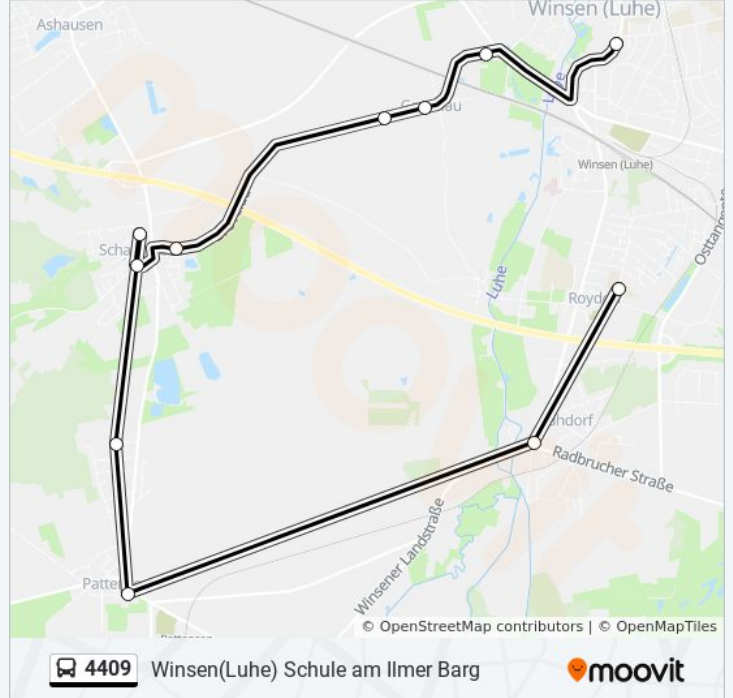 Winsen (Luhe)
Ashausen
Luhe
Winsen (Luhe)
Osttangente
Luhe
Radbrucher Straße
Winsener Landstraße
© OpenStreetMap contributors | © OpenMapTiles
4409 Winsen(Luhe) Schule am Ilmer Barg
moovit